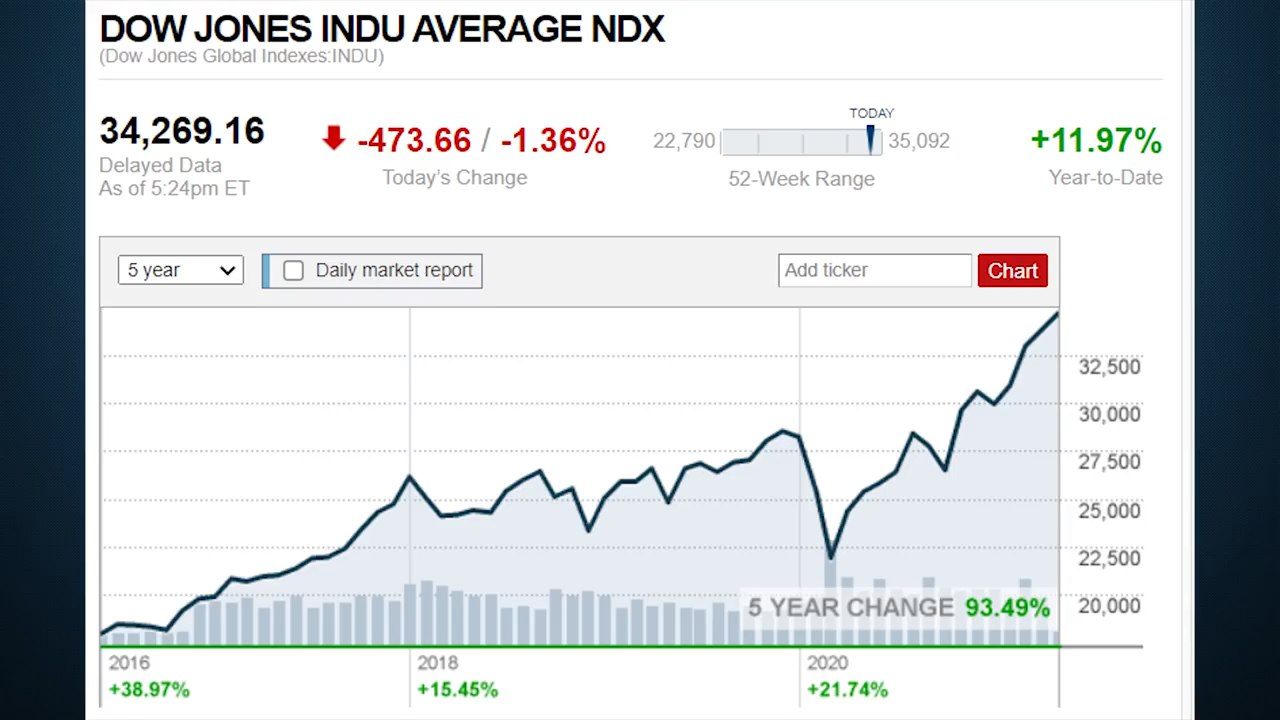 DOW JONES INDU AVERAGE NDX
(Dow Jones Global Indexes:INDU)
34,269.16
Delayed Data
As of 5:24pm ET
-473.66 / -1.36%
Today's Change
TODAY
22,790 35,092
52-Week Range
+11.97%
Year-to-Date
5 year
Daily market report
Add ticker
Chart
32,500
30,000
27,500
25,000
22,500
20,000
5 YEAR CHANGE 93.49%
2016 2018 2020
+38.97% +15.45% +21.74%